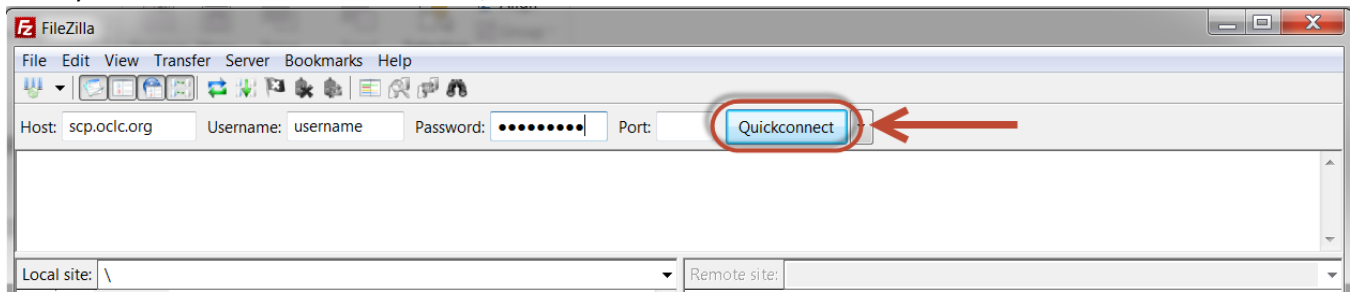 FileZilla
File Edit View Transfer Server Bookmarks Help
Host: scp.oclc.org Username: username Password: ●●●●●●●●● Port: Quickconnect
Local site: \ Remote site: